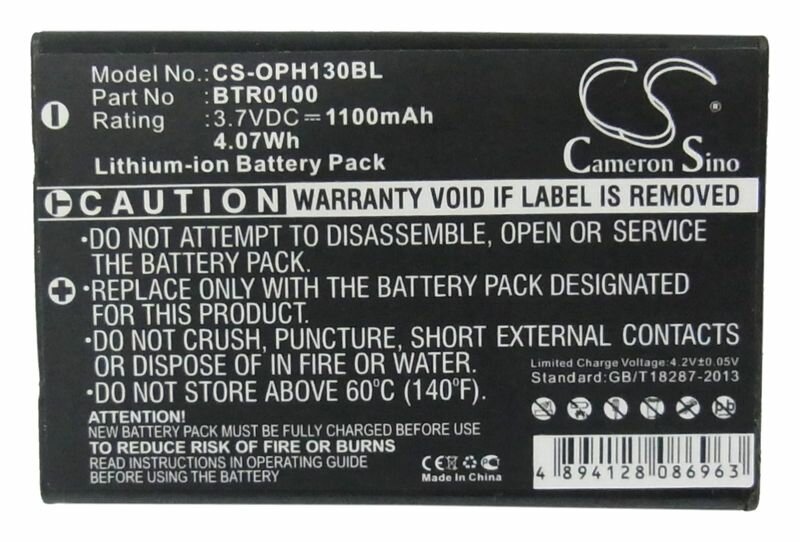 Model No.: CS-OPH130BL
Part No : BTR0100
Rating : 3.7VDC 1100mAh
4.07Wh
Lithium-ion Battery Pack
CS
Cameron Sino
CAUTION WARRANTY VOID IF LABEL IS REMOVED
•DO NOT ATTEMPT TO DISASSEMBLE, OPEN OR SERVICE
THE BATTERY PACK.
•REPLACE ONLY WITH THE BATTERY PACK SPECIFIED.
•DO NOT CRUSH, PUNCTURE, SHORT EXTERNAL CONTACTS
OR DISPOSE OF IN FIRE OR WATER.
•DO NOT STORE ABOVE 60°C (140°F).
Limited Charge Voltage:4.2V±0.05V
Standard:GB/T18287-2013
ATTENTION!
NEW BATTERY PACK MUST BE FULLY CHARGED BEFORE USE
TO REDUCE RISK OF FIRE OR BURNS
READ INSTRUCTIONS IN OPERATING GUIDE
BEFORE USING BATTERY PACK
CE
Made In China
4 894128 086963